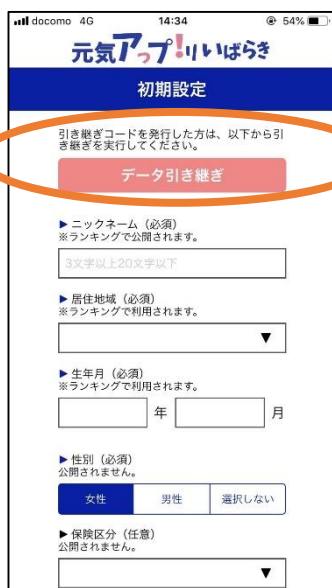 docomo 4G 14:34 54%
元気アップ!りいばらき
初期設定
引き継ぎコードを発行した方は、以下から引
き継ぎを実行してください。
データ引き継ぎ
▶ ニックネーム（必須）
※ランキングで公開されます。
3文字以上20文字以下
▶ 居住地域（必須）
※ランキングで利用されます。
▼
▶ 生年月（必須）
※ランキングで利用されます。
年 月
▶ 性別（必須）
公開されません。
女性 男性 選択しない
▶ 保険区分（任意）
公開されません。
▼